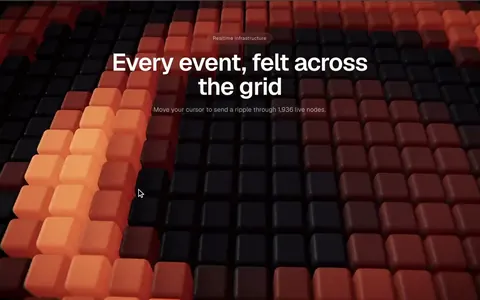 Realtime infrastructure
Every event, felt across
the grid
Move your cursor to send a ripple through 1,936 live nodes.